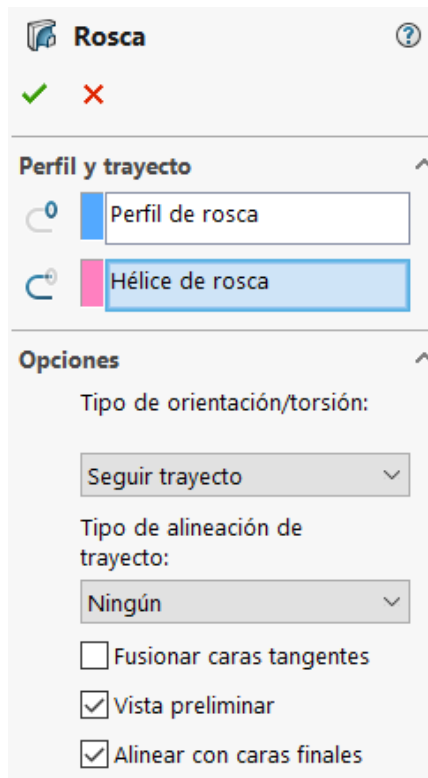 Rosca
Perfil y trayecto
Perfil de rosca
Hélice de rosca
Opciones
Tipo de orientación/torsión:
Seguir trayecto
Tipo de alineación de
trayecto:
Ningún
Fusionar caras tangentes
Vista preliminar
Alinear con caras finales